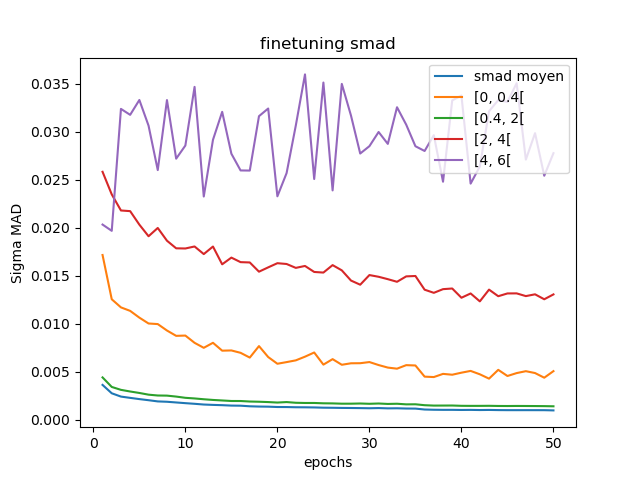 finetuning smad
smad moyen
[0, 0.4[
[0.4, 2[
[2, 4[
[4, 6[
Sigma MAD
0.035
0.030
0.025
0.020
0.015
0.010
0.005
0.000
0 10 20 30 40 50
epochs